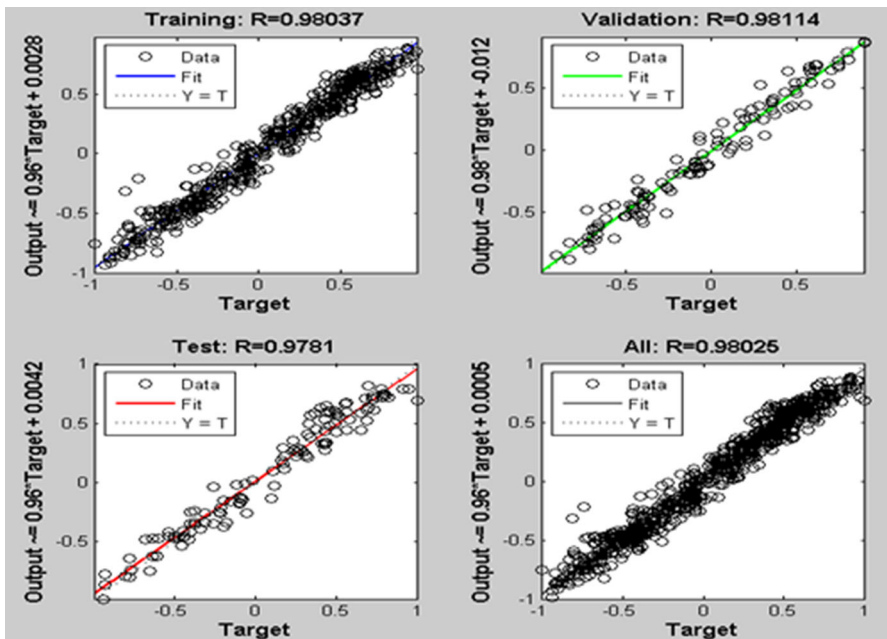 Training: R=0.98037
Output ~= 0.96*Target + 0.0028
Data
Fit
Y = T
0.5
0
-0.5
-1
-1
-0.5
0
0.5
Target
Validation: R=0.98114
Output ~= 0.98*Target + -0.012
Data
Fit
Y = T
0.5
0
-0.5
-0.5
0
0.5
Target
Test: R=0.9781
Output ~= 0.96*Target + 0.0042
Data
Fit
Y = T
1
0.5
0
-0.5
-0.5
0
0.5
1
Target
All: R=0.98025
Output ~= 0.96*Target + 0.0005
Data
Fit
Y = T
1
0.5
0
-0.5
-1
-1
-0.5
0
0.5
1
Target